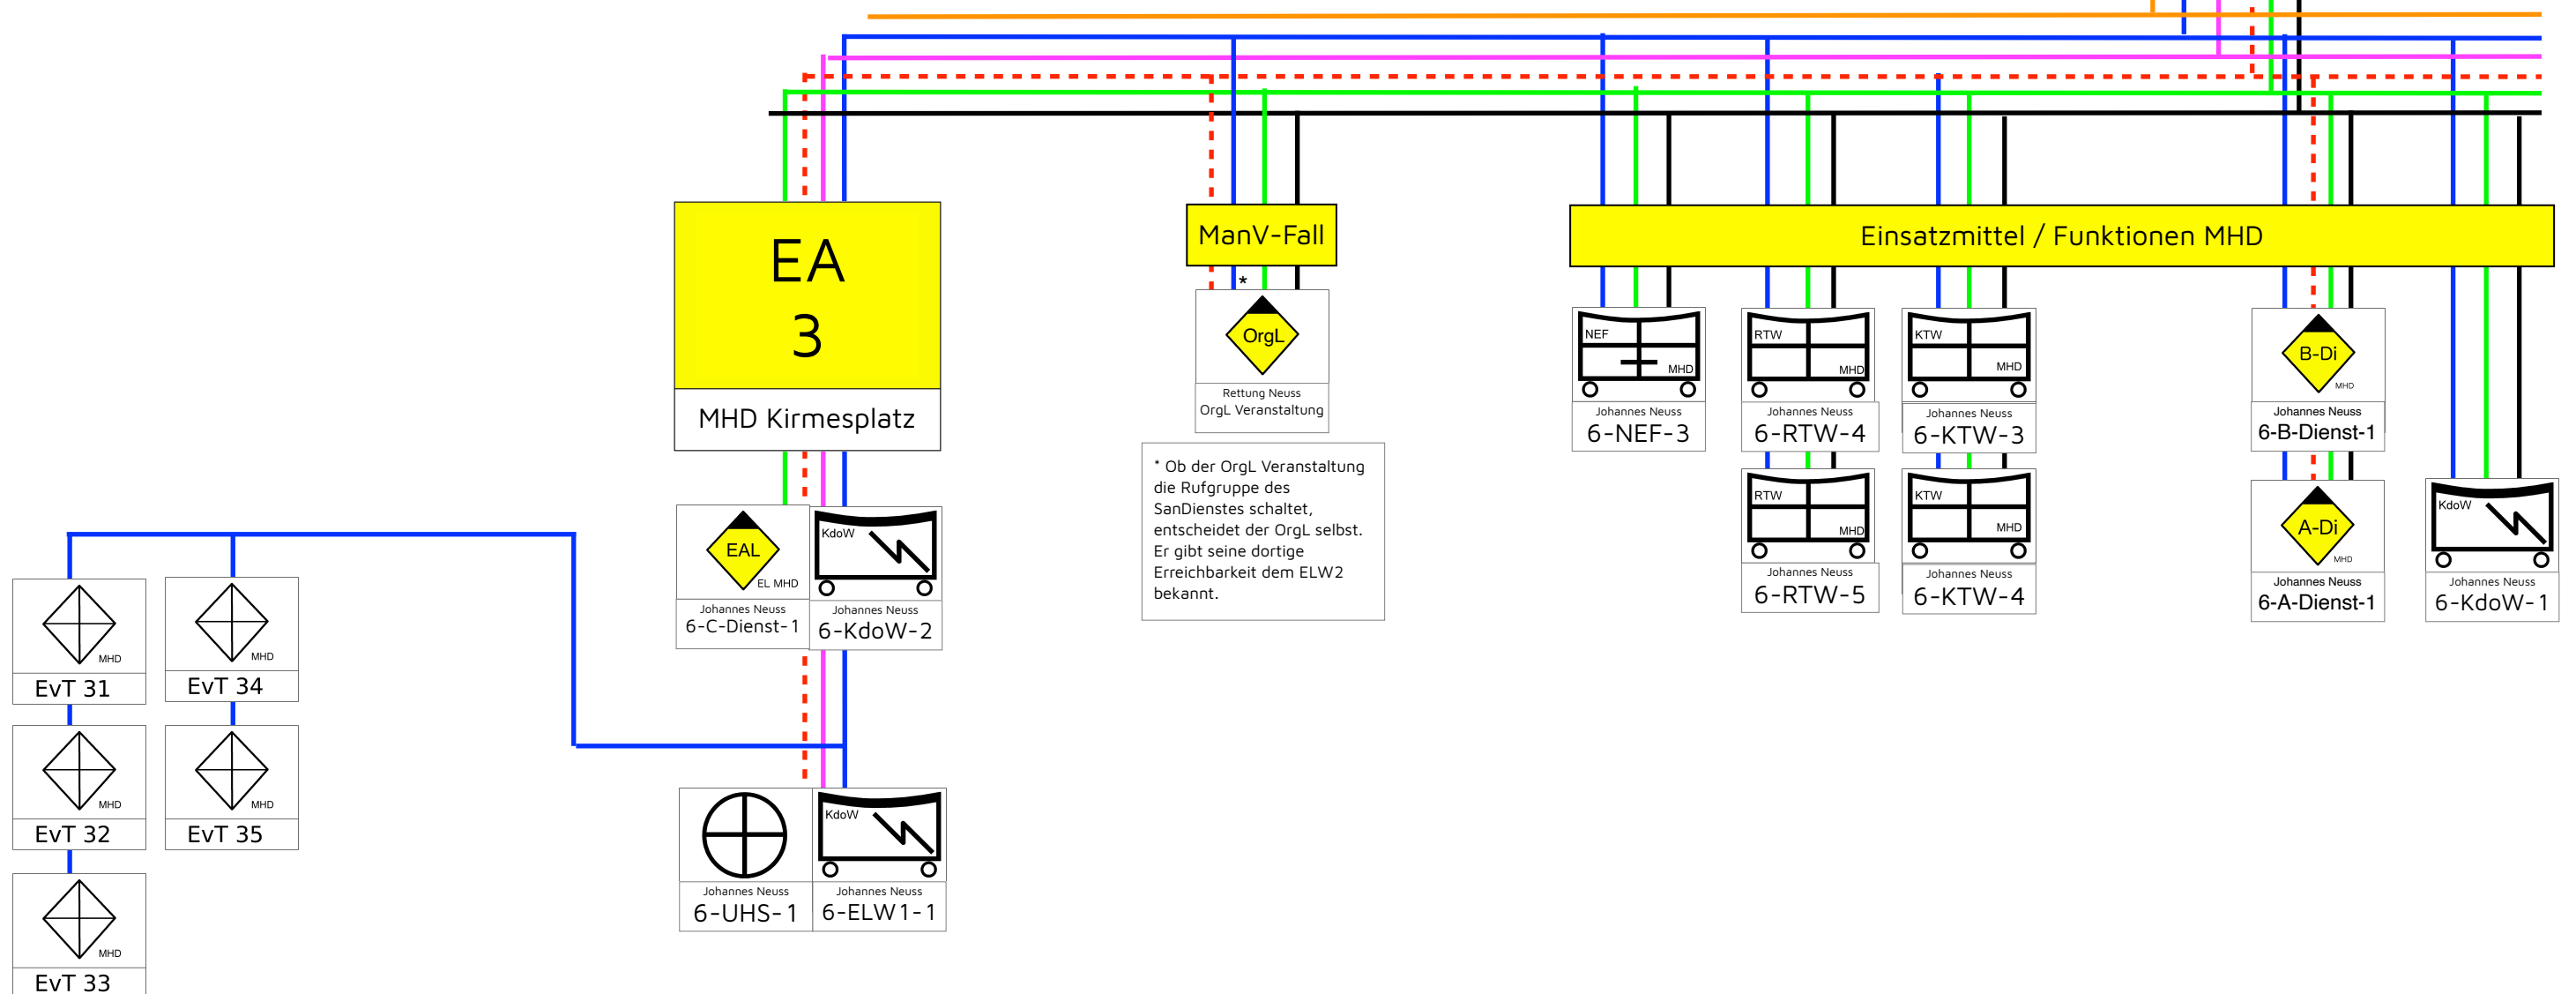 EA
3
MHD Kirmesplatz
ManV-Fall
*
OrgL
Rettung Neuss
OrgL Veranstaltung
* Ob der OrgL Veranstaltung
die Rufgruppe des
SanDienstes schaltet,
entscheidet der OrgL selbst.
Er gibt seine dortige
Erreichbarkeit dem ELW2
bekannt.
Einsatzmittel / Funktionen MHD
NEF
MHD
Johannes Neuss
6-NEF-3
RTW
MHD
Johannes Neuss
6-RTW-4
RTW
MHD
Johannes Neuss
6-RTW-5
KTW
MHD
Johannes Neuss
6-KTW-3
KTW
MHD
Johannes Neuss
6-KTW-4
B-Di
MHD
Johannes Neuss
6-B-Dienst-1
A-Di
MHD
Johannes Neuss
6-A-Dienst-1
KdoW
Johannes Neuss
6-KdoW-1
EAL
EL MHD
Johannes Neuss
6-C-Dienst-1
KdoW
Johannes Neuss
6-KdoW-2
MHD
EvT 31
MHD
EvT 34
MHD
EvT 32
MHD
EvT 35
MHD
EvT 33
Johannes Neuss
6-UHS-1
KdoW
Johannes Neuss
6-ELW1-1